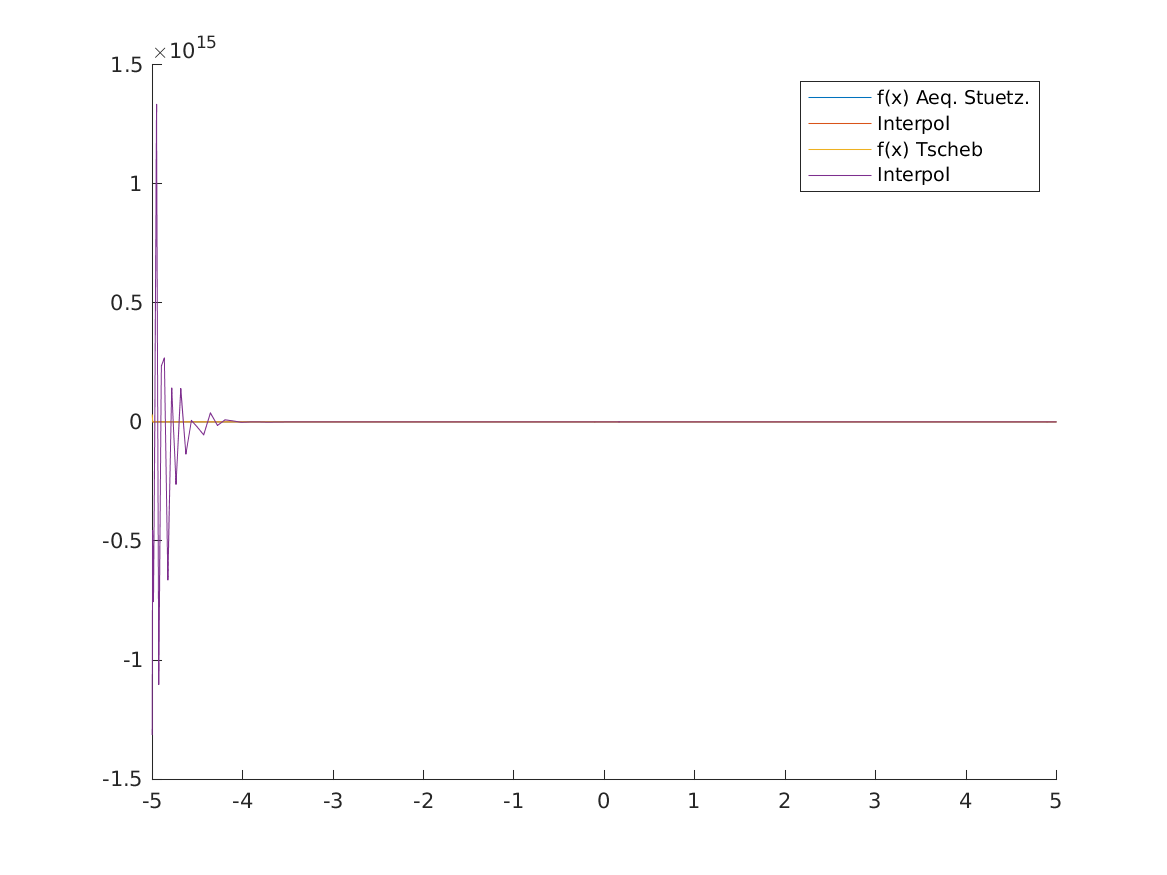 ×10^15
1.5
1
0.5
0
-0.5
-1
-1.5
-5 -4 -3 -2 -1 0 1 2 3 4 5
f(x) Aeq. Stuetz.
Interpol
f(x) Tscheb
Interpol